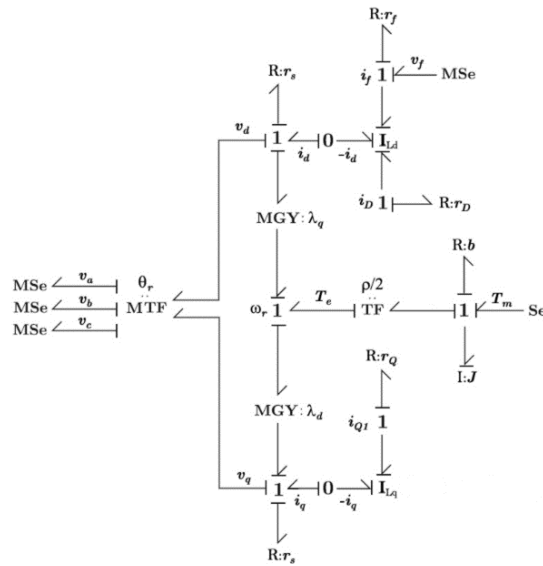 R:r_f
i_f 1 v_f MSe
R:r_s
v_d 1 i_d 0 -i_d I_Ld
i_D 1 R:r_D
MGY:λ_q
R:b
MSe v_a θ_r ρ/2
MSe v_b MTF ω_r 1 T_e TF 1 T_m Se
MSe v_c
R:r_Q I:J
MGY:λ_d i_Q1 1
v_q 1 i_q 0 -i_q I_Lq
R:r_s